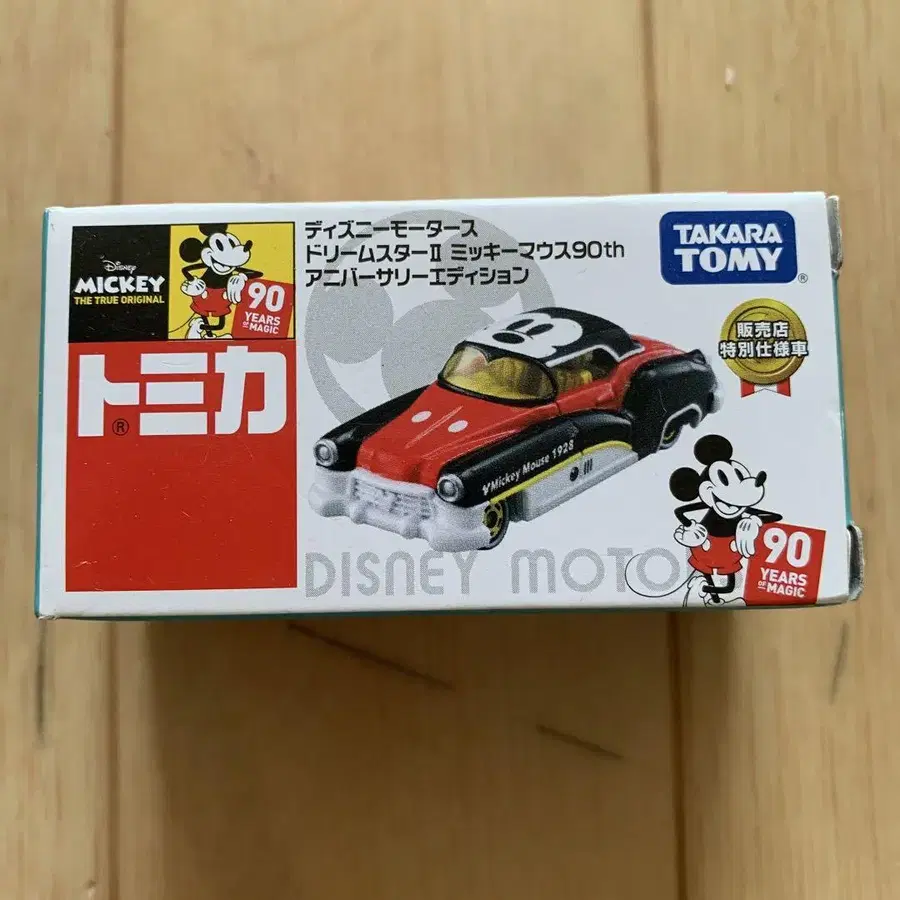 Disney
MICKEY
THE TRUE ORIGINAL
90
YEARS
OF MAGIC
トミカ
®
ディズニーモータース
ドリームスターⅡ ミッキーマウス90th
アニバーサリーエディション
TAKARA
TOMY
®
販売店
特別仕様車
Mickey Mouse 1928
DISNEY MOTO
90
YEARS
OF MAGIC